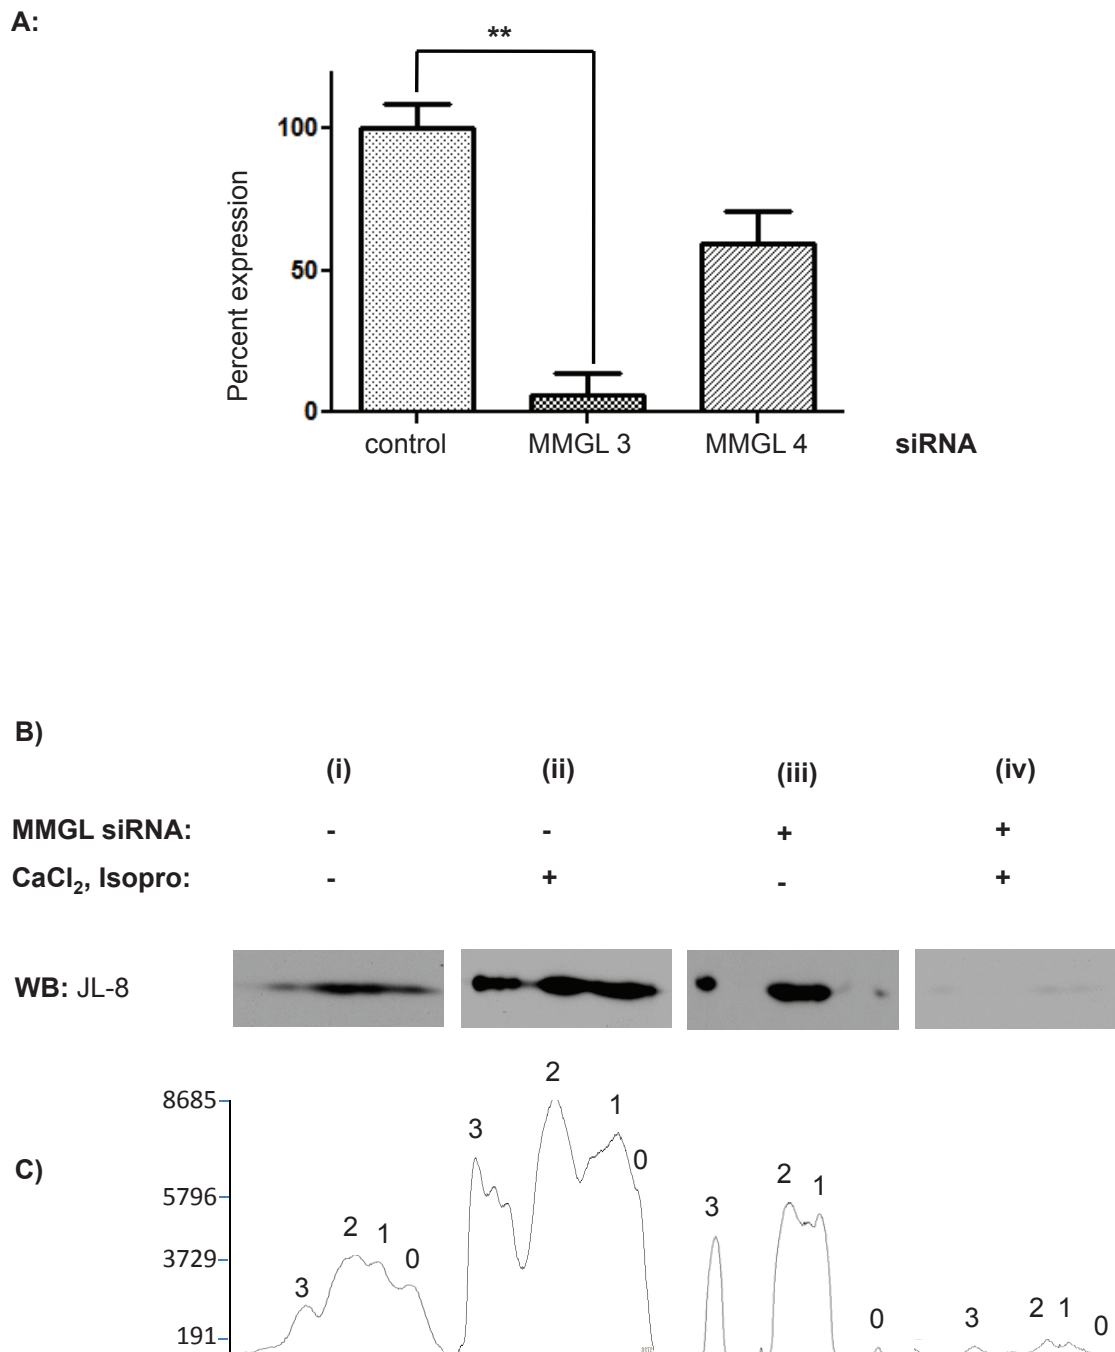 A:
**
100
50
0
Percent expression
control MMGL 3 MMGL 4 siRNA
B)
(i) (ii) (iii) (iv)
MMGL siRNA: - - + +
CaCl₂, Isopro: - + - +
WB: JL-8
C)
8685
5796
3729
191
3 2 1 0
3 2 1 0
3 2 1 0
3 2 1 0